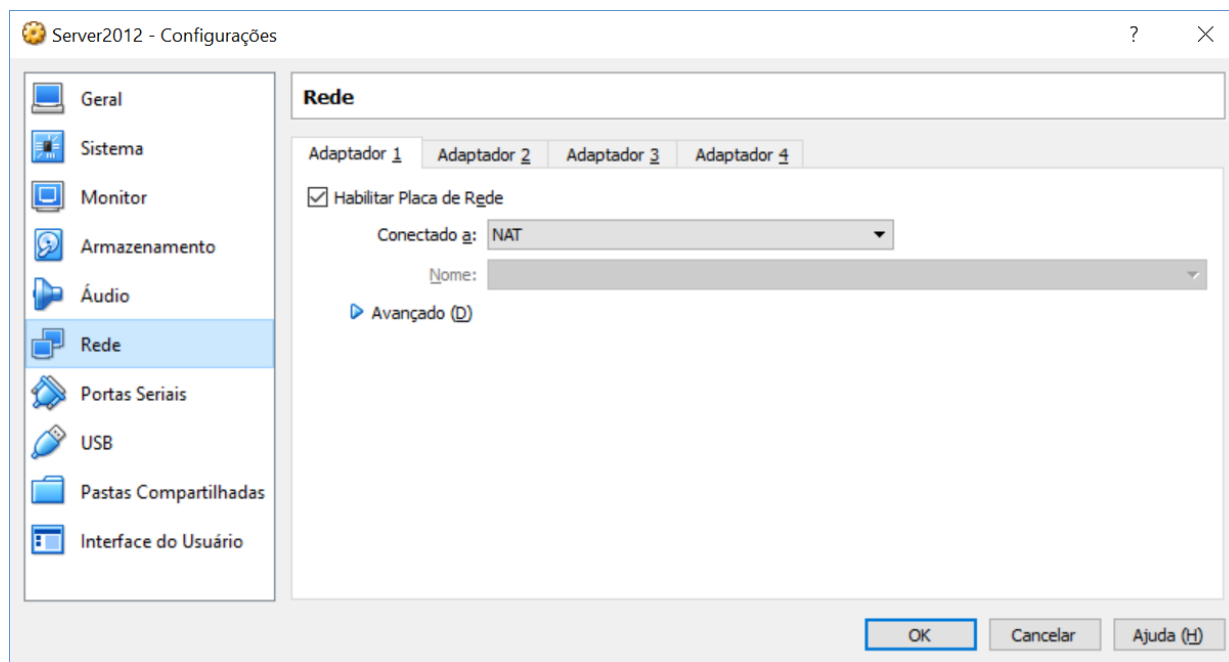 Server2012 - Configurações
?
Geral
Sistema
Monitor
Armazenamento
Áudio
Rede
Portas Seriais
USB
Pastas Compartilhadas
Interface do Usuário
Rede
Adaptador 1 Adaptador 2 Adaptador 3 Adaptador 4
Habilitar Placa de Rede
Conectado a: NAT
Nome:
Avançado (D)
OK Cancelar Ajuda (H)